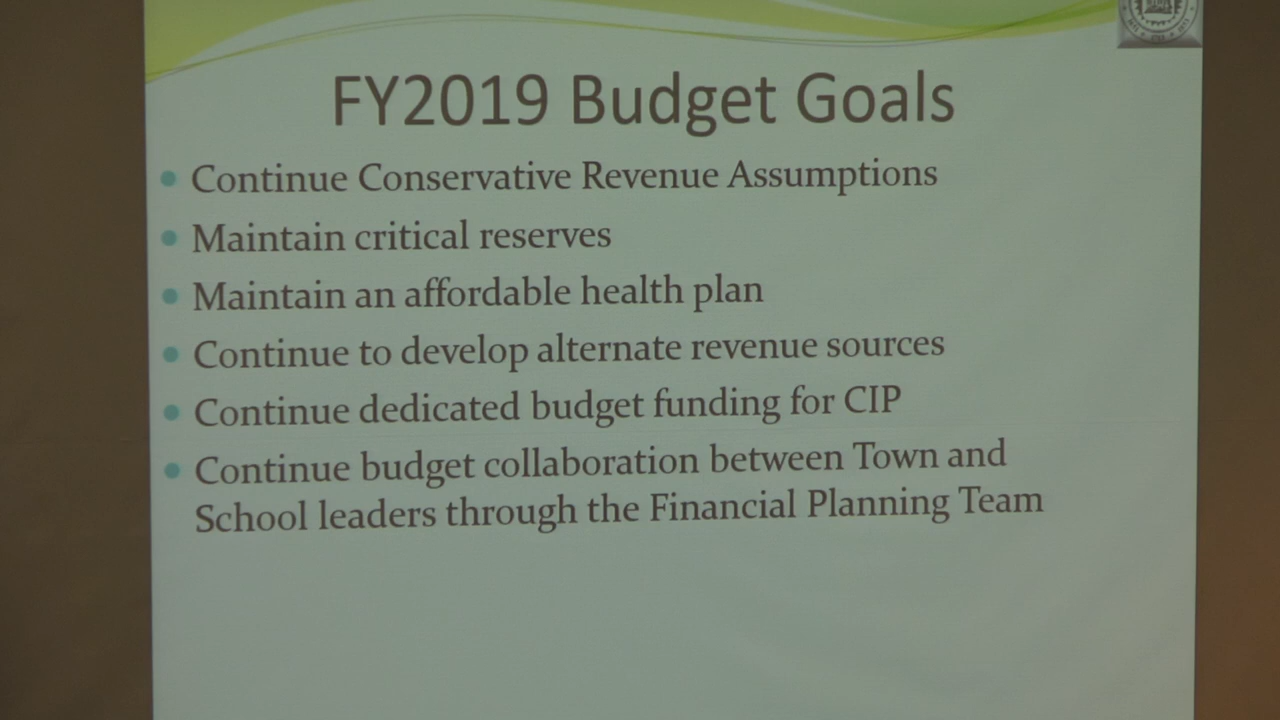 FY2019 Budget Goals
Continue Conservative Revenue Assumptions
Maintain critical reserves
Maintain an affordable health plan
Continue to develop alternate revenue sources
Continue dedicated budget funding for CIP
Continue budget collaboration between Town and
School leaders through the Financial Planning Team